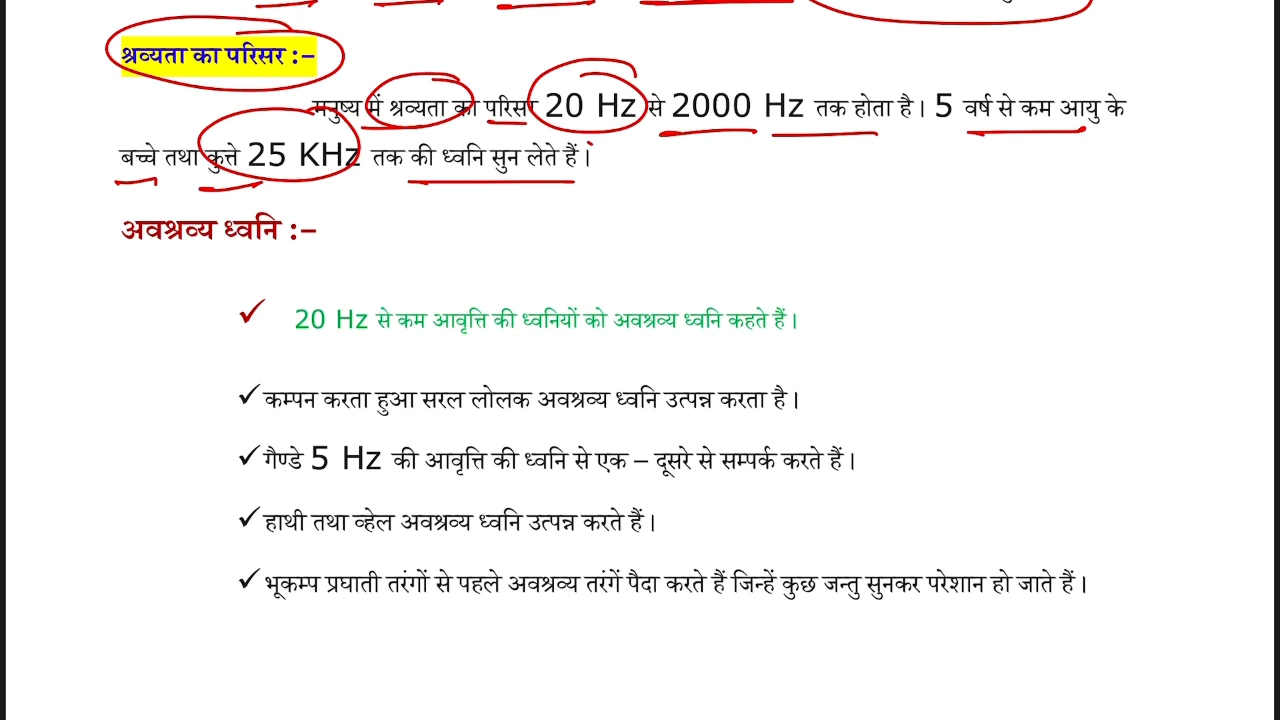 श्रव्यता का परिसर :–
मनुष्य में श्रव्यता का परिसर 20 Hz से 2000 Hz तक होता है। 5 वर्ष से कम आयु के
बच्चे तथा कुत्ते 25 KHz तक की ध्वनि सुन लेते हैं।
अवश्रव्य ध्वनि :–
✓ 20 Hz से कम आवृत्ति की ध्वनियों को अवश्रव्य ध्वनि कहते हैं।
✓ कम्पन करता हुआ सरल लोलक अवश्रव्य ध्वनि उत्पन्न करता है।
✓ गैण्डे 5 Hz की आवृत्ति की ध्वनि से एक – दूसरे से सम्पर्क करते हैं।
✓ हाथी तथा व्हेल अवश्रव्य ध्वनि उत्पन्न करते हैं।
✓ भूकम्प प्रघाती तरंगों से पहले अवश्रव्य तरंगें पैदा करते हैं जिन्हें कुछ जन्तु सुनकर परेशान हो जाते हैं।